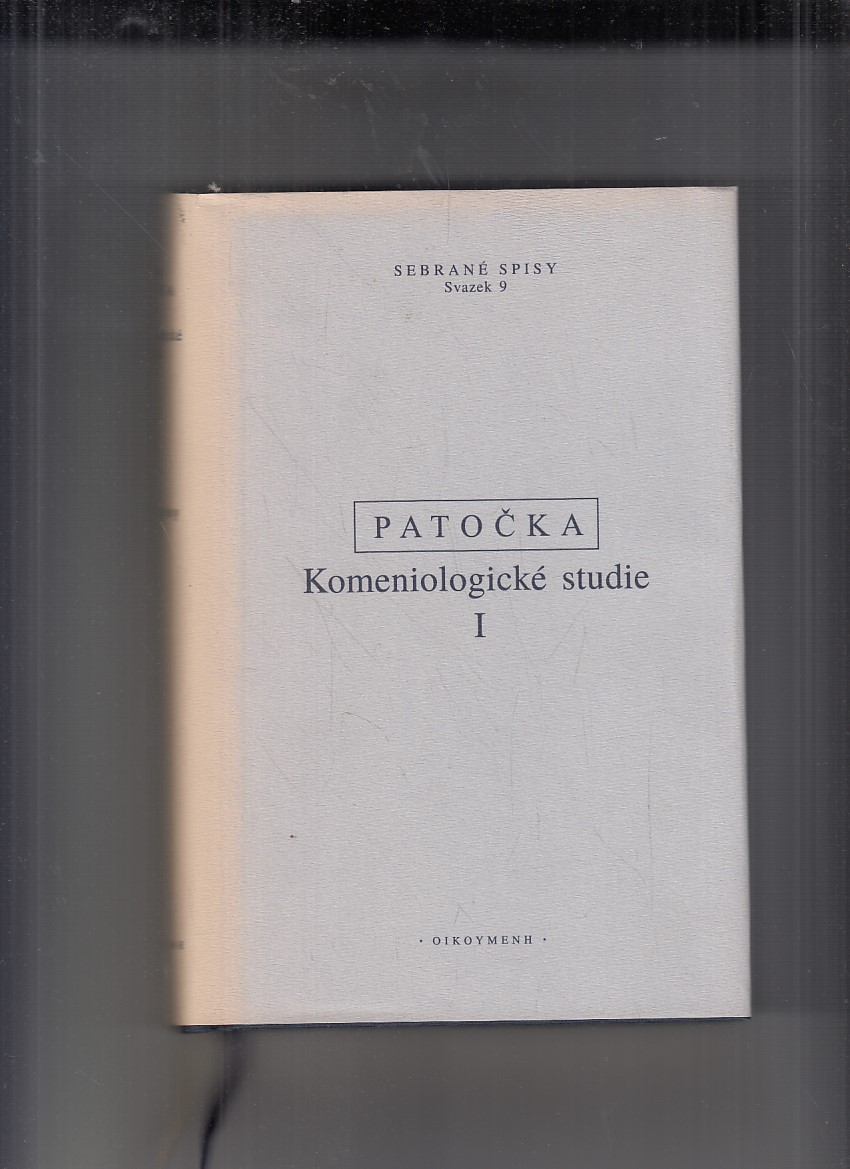 SEBRANÉ SPISY
Svazek 9
PATOČKA
Komeniologické studie
I
· OIKOYMENH ·